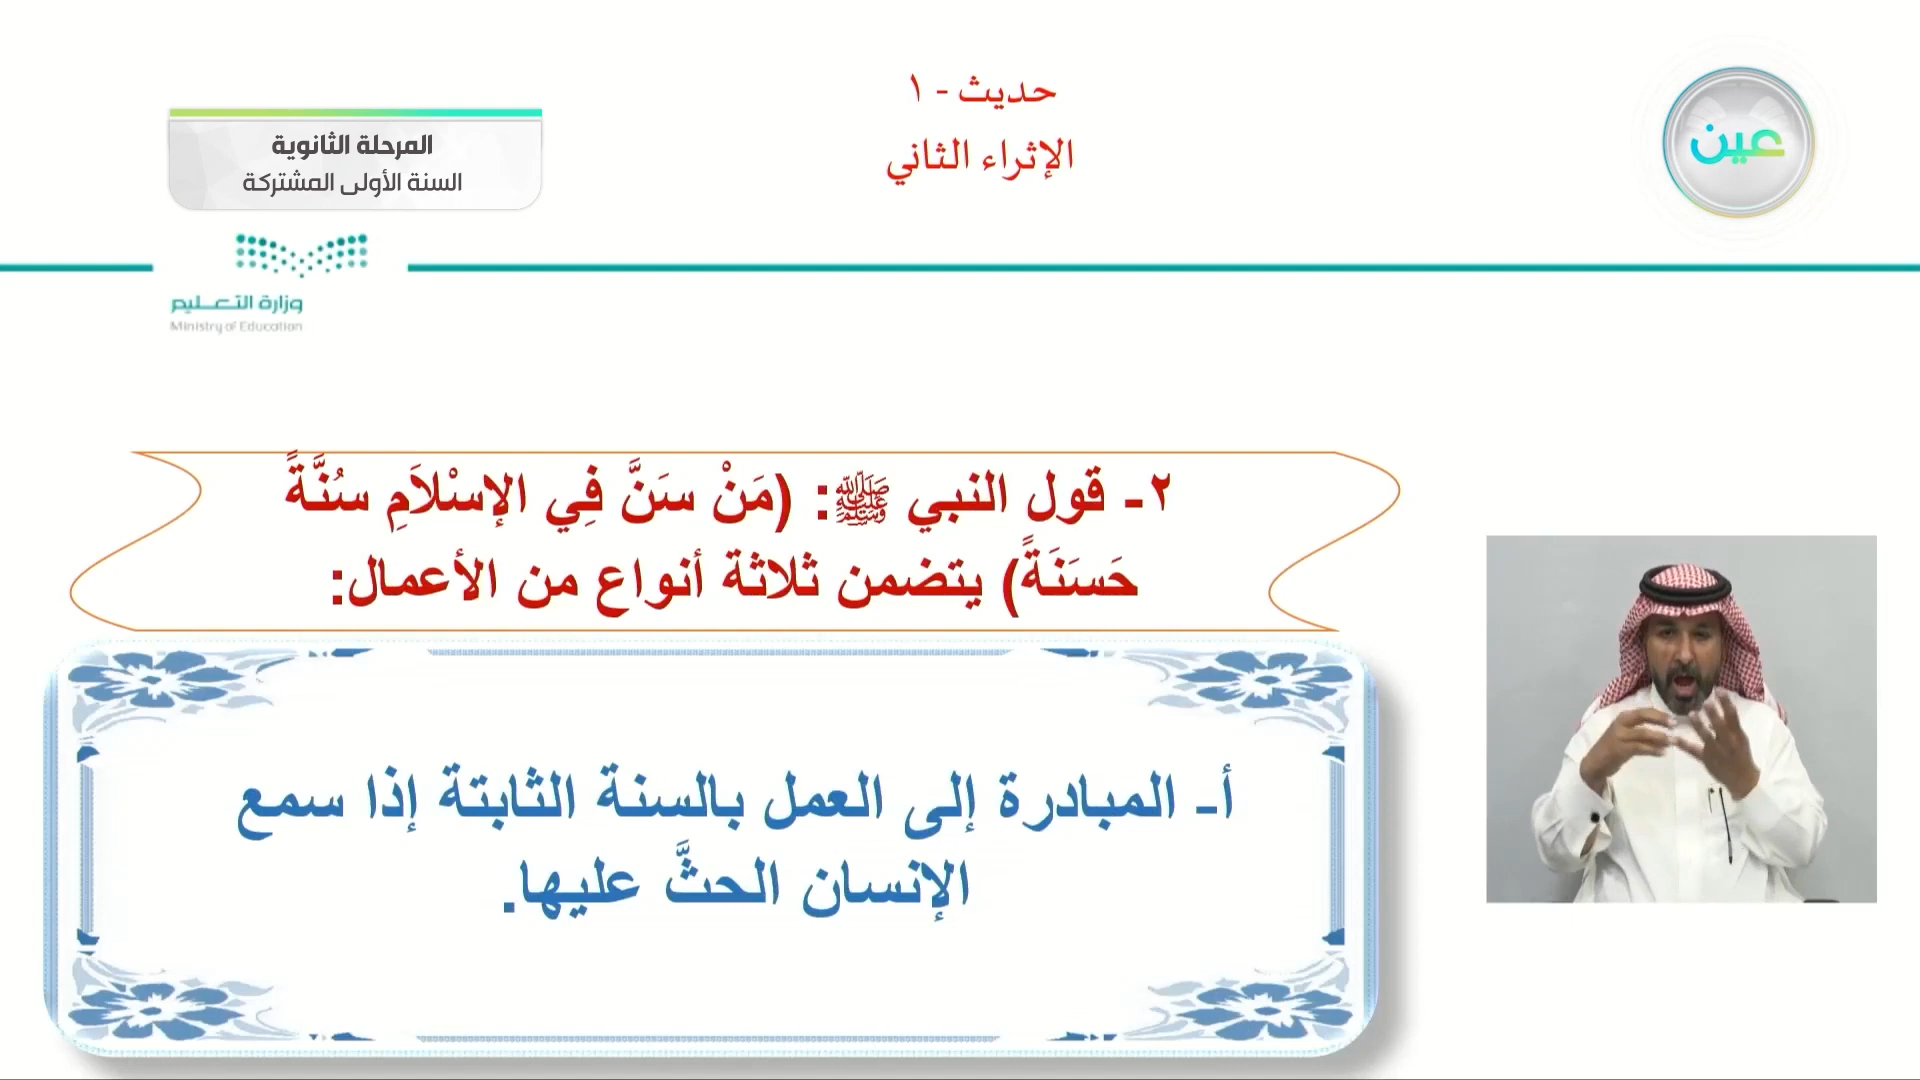 حديث - ١
الإثراء الثاني
عين
المرحلة الثانوية
السنة الأولى المشتركة
وزارة التعـــليم
Ministry of Education
٢- قول النبي ﷺ: (مَنْ سَنَّ فِي الإسْلاَمِ سُنَّةً
حَسَنَةً) يتضمن ثلاثة أنواع من الأعمال:
أ- المبادرة إلى العمل بالسنة الثابتة إذا سمع
الإنسان الحثَّ عليها.